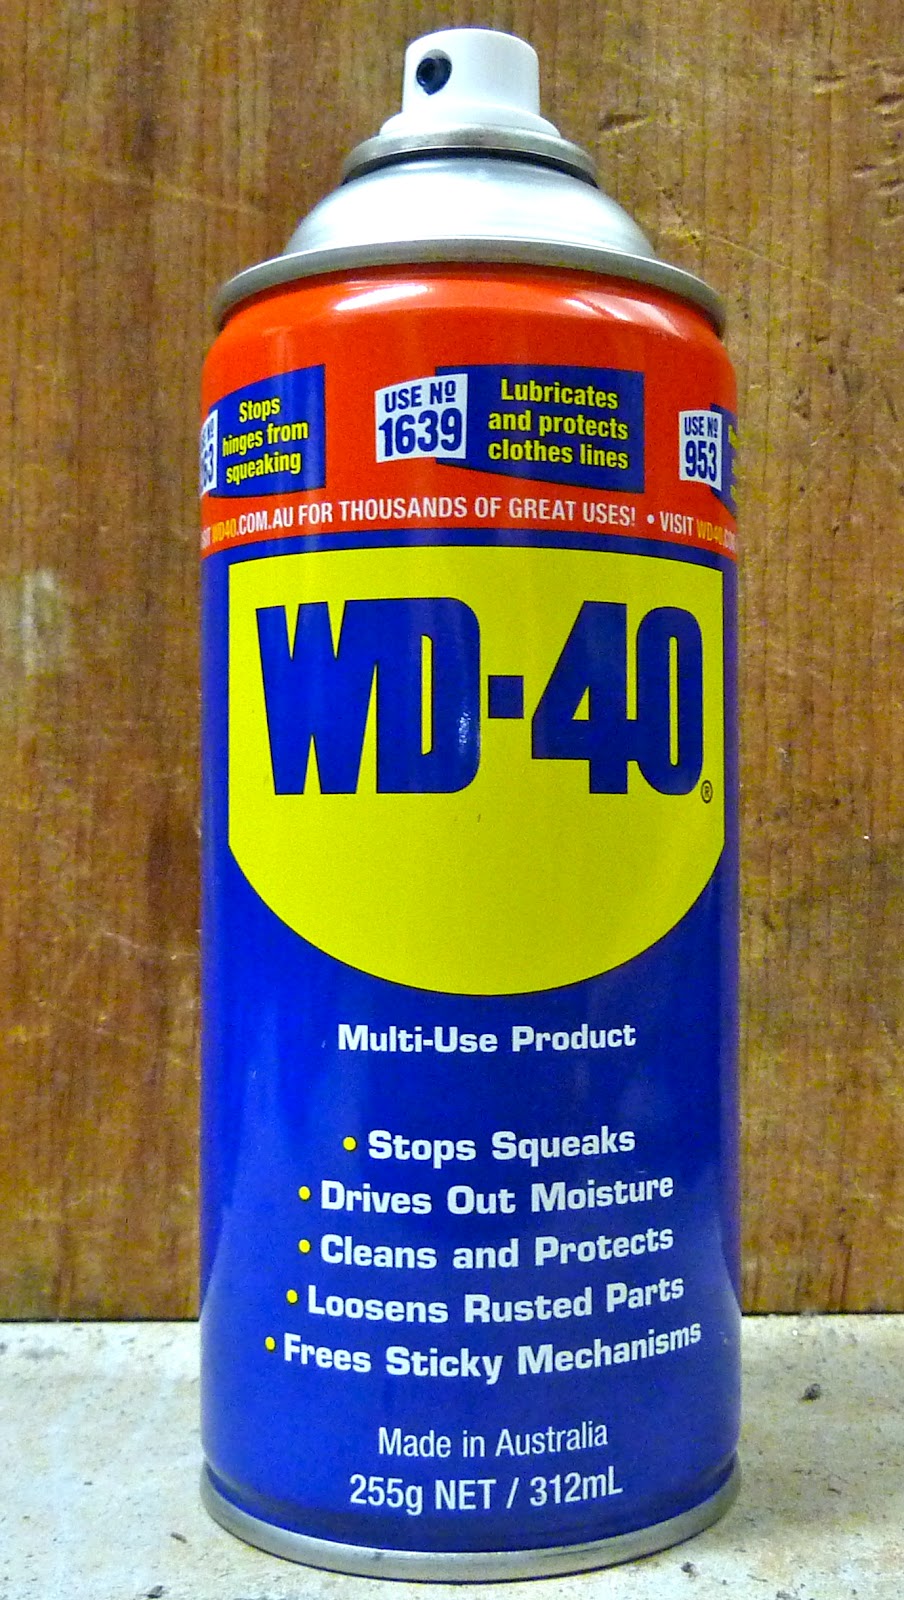 Stops
hinges from
squeaking
USE Nº
1639
Lubricates
and protects
clothes lines
USE Nº
953
WD40.COM.AU FOR THOUSANDS OF GREAT USES! • VISIT WD40.
WD-40®
Multi-Use Product
• Stops Squeaks
• Drives Out Moisture
• Cleans and Protects
• Loosens Rusted Parts
• Frees Sticky Mechanisms
Made in Australia
255g NET / 312mL